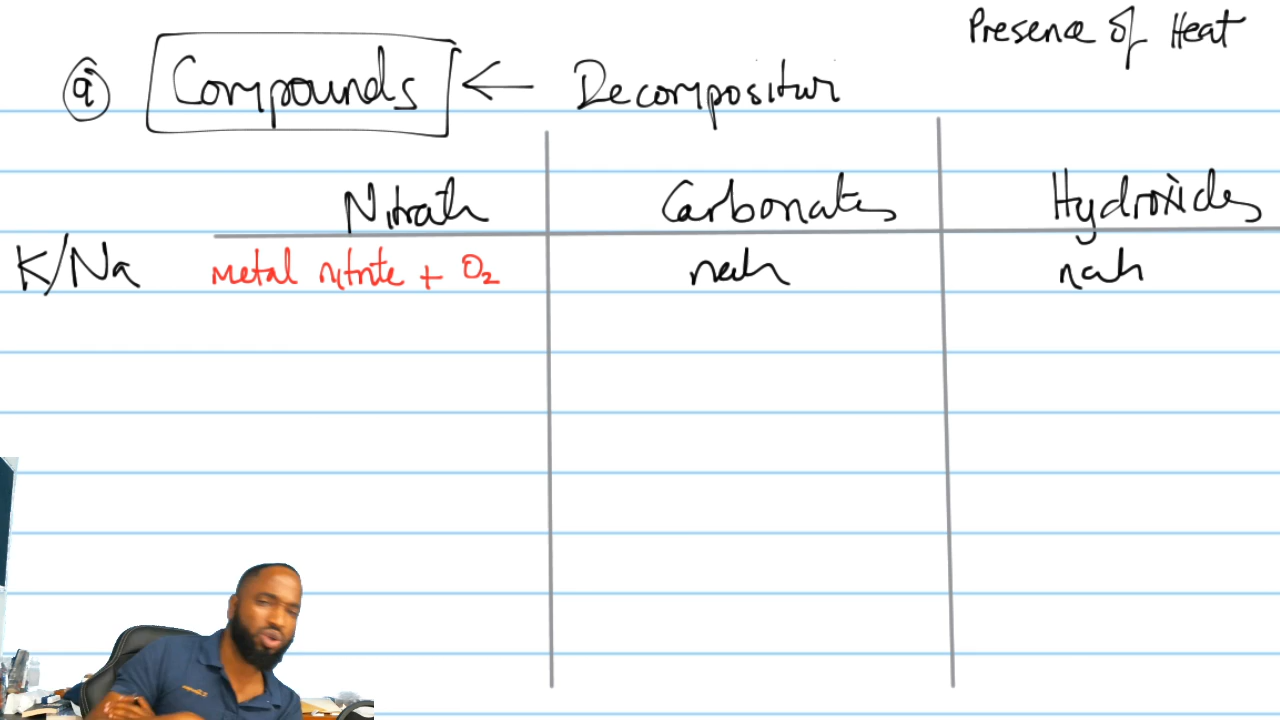 Presence of Heat
(a) Compounds ← Decomposition
Nitrate Carbonates Hydroxides
K/Na metal nitrite + O₂ nah nah